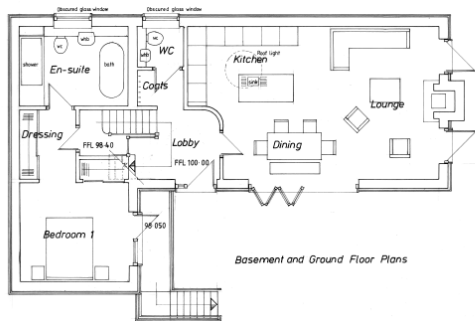 Obscured glass window
Obscured glass window
wc
whb
wc
WC
whb
shower
En-suite
bath
Coats
Kitchen
Roof light
sink
Lounge
Dressing
FFL 98·40
Lobby
FFL 100·00
Dining
Bedroom 1
98·050
Basement and Ground Floor Plans